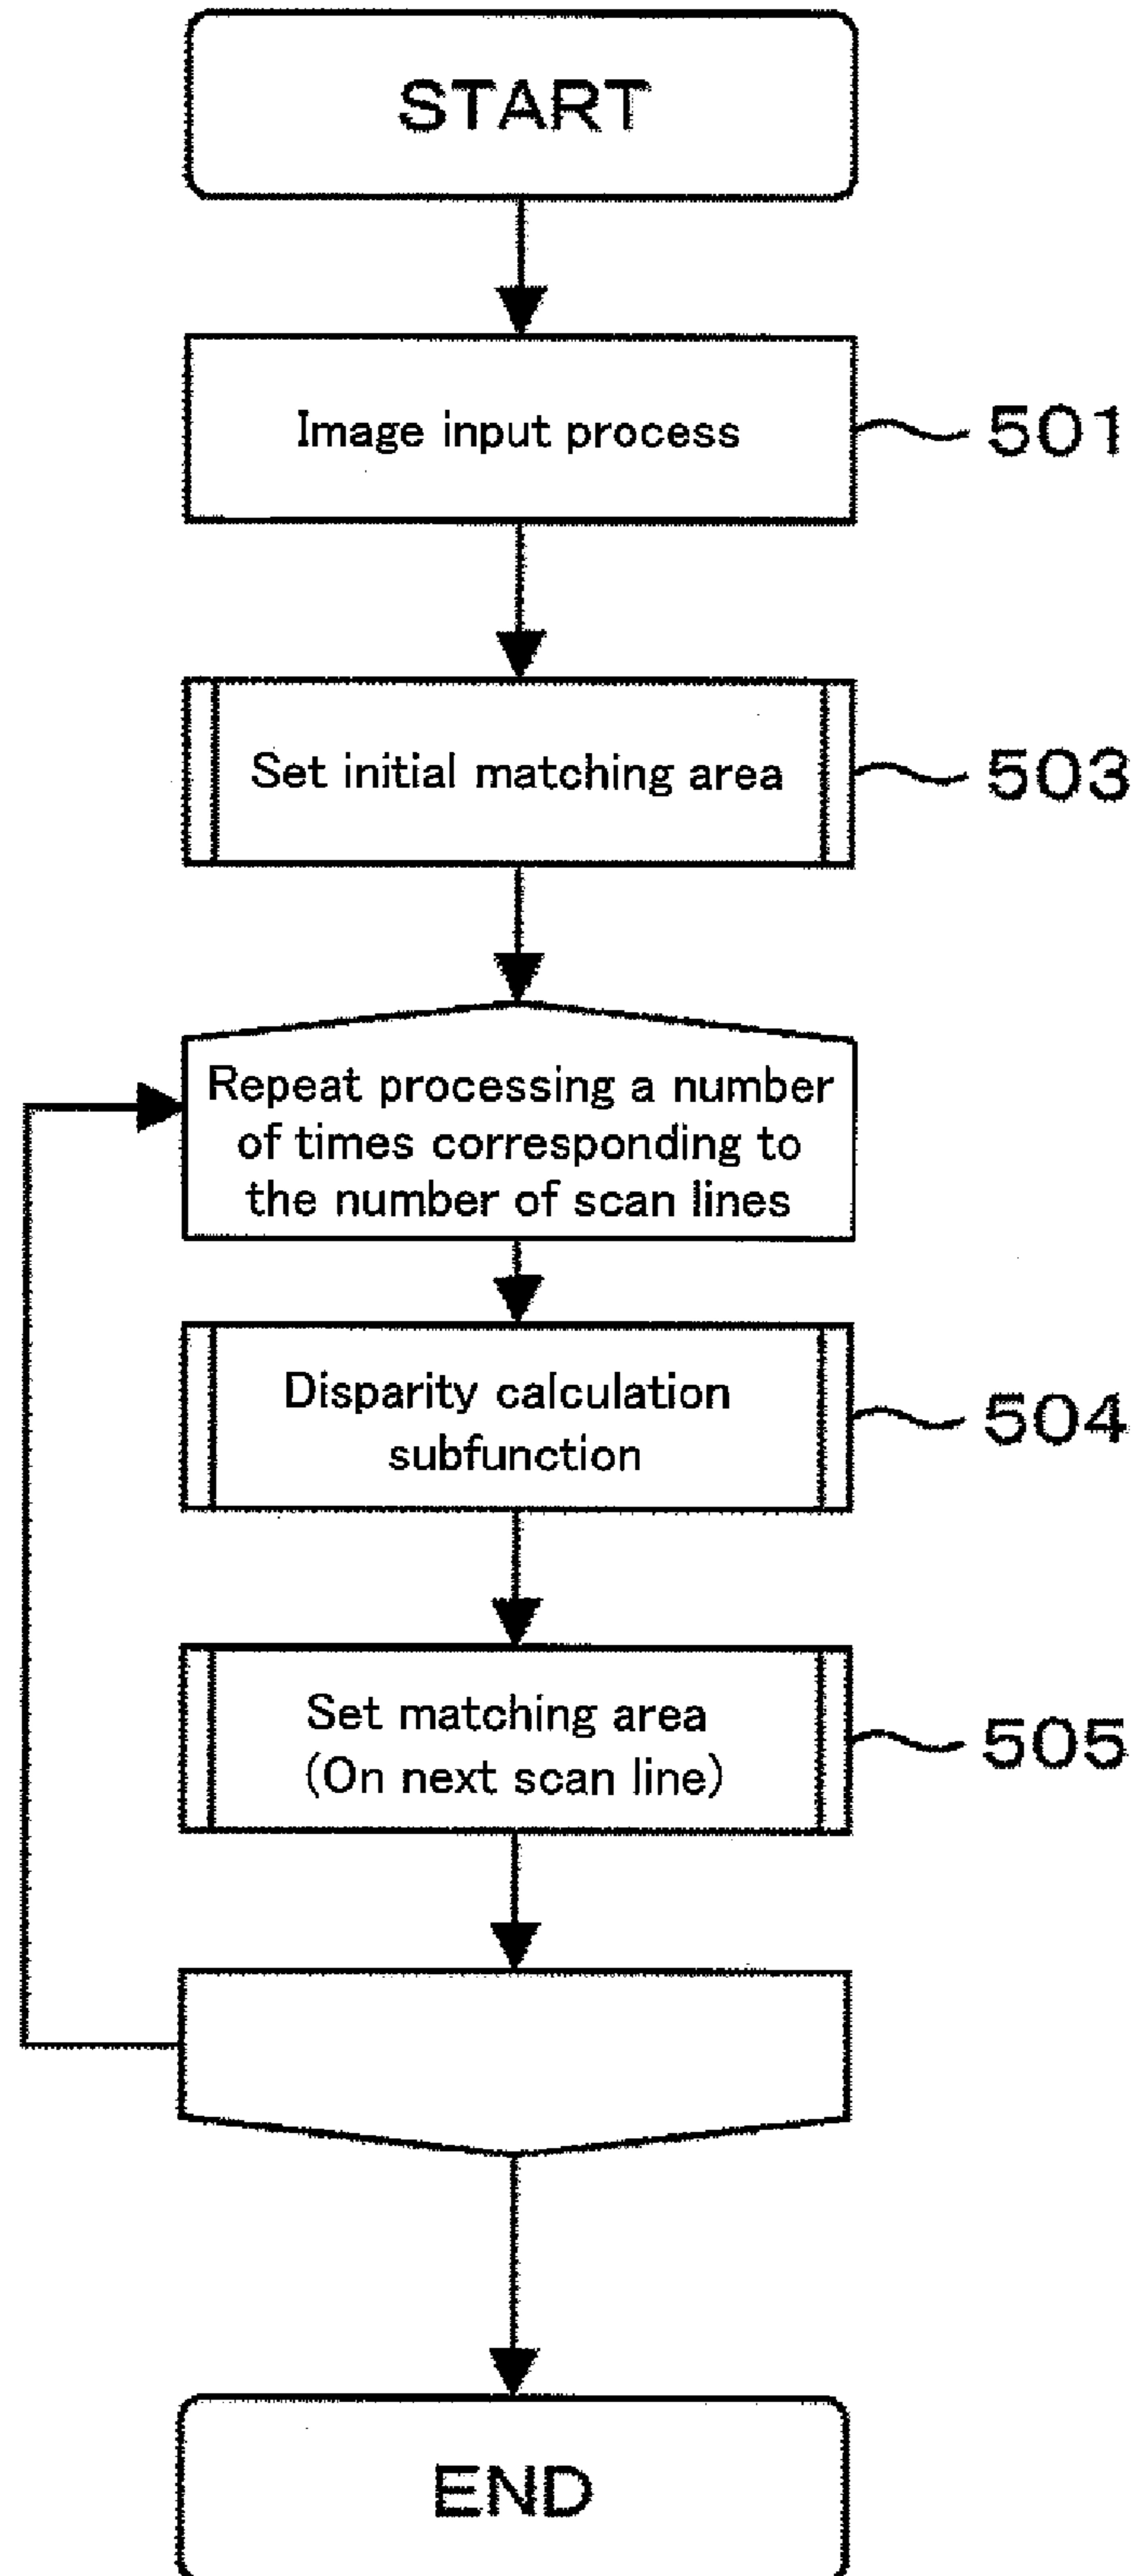 START
Image input process
501
Set initial matching area
503
Repeat processing a number
of times corresponding to
the number of scan lines
Disparity calculation
subfunction
504
Set matching area
(On next scan line)
505
END